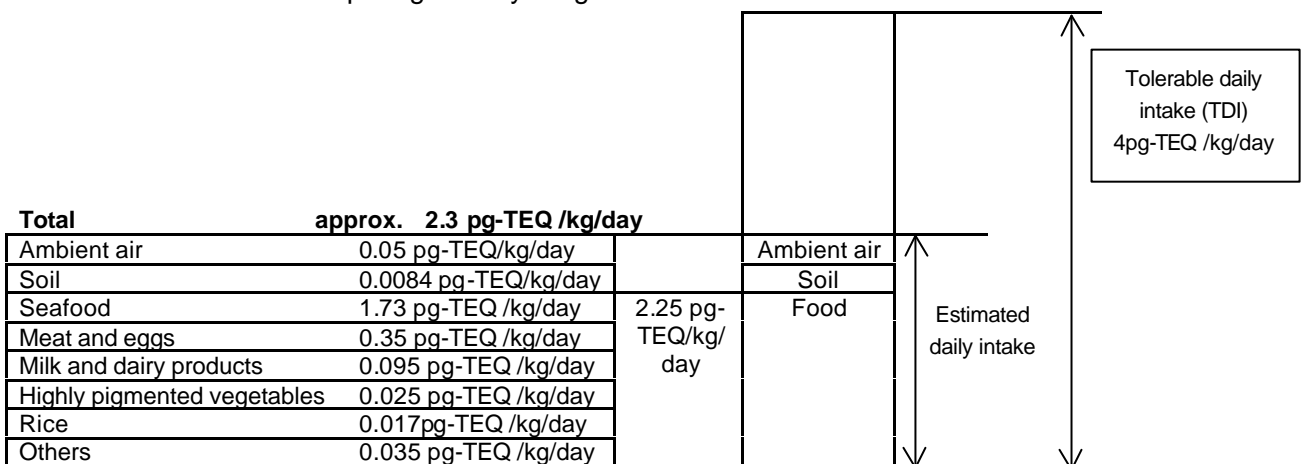 Tolerable daily
intake (TDI)
4pg-TEQ /kg/day
Total approx. 2.3 pg-TEQ /kg/day
Ambient air 0.05 pg-TEQ/kg/day Ambient air
Soil 0.0084 pg-TEQ/kg/day Soil
Seafood 1.73 pg-TEQ /kg/day 2.25 pg- Food
Meat and eggs 0.35 pg-TEQ /kg/day TEQ/kg/
Milk and dairy products 0.095 pg-TEQ /kg/day day
Highly pigmented vegetables 0.025 pg-TEQ /kg/day
Rice 0.017pg-TEQ /kg/day
Others 0.035 pg-TEQ /kg/day
Estimated
daily intake